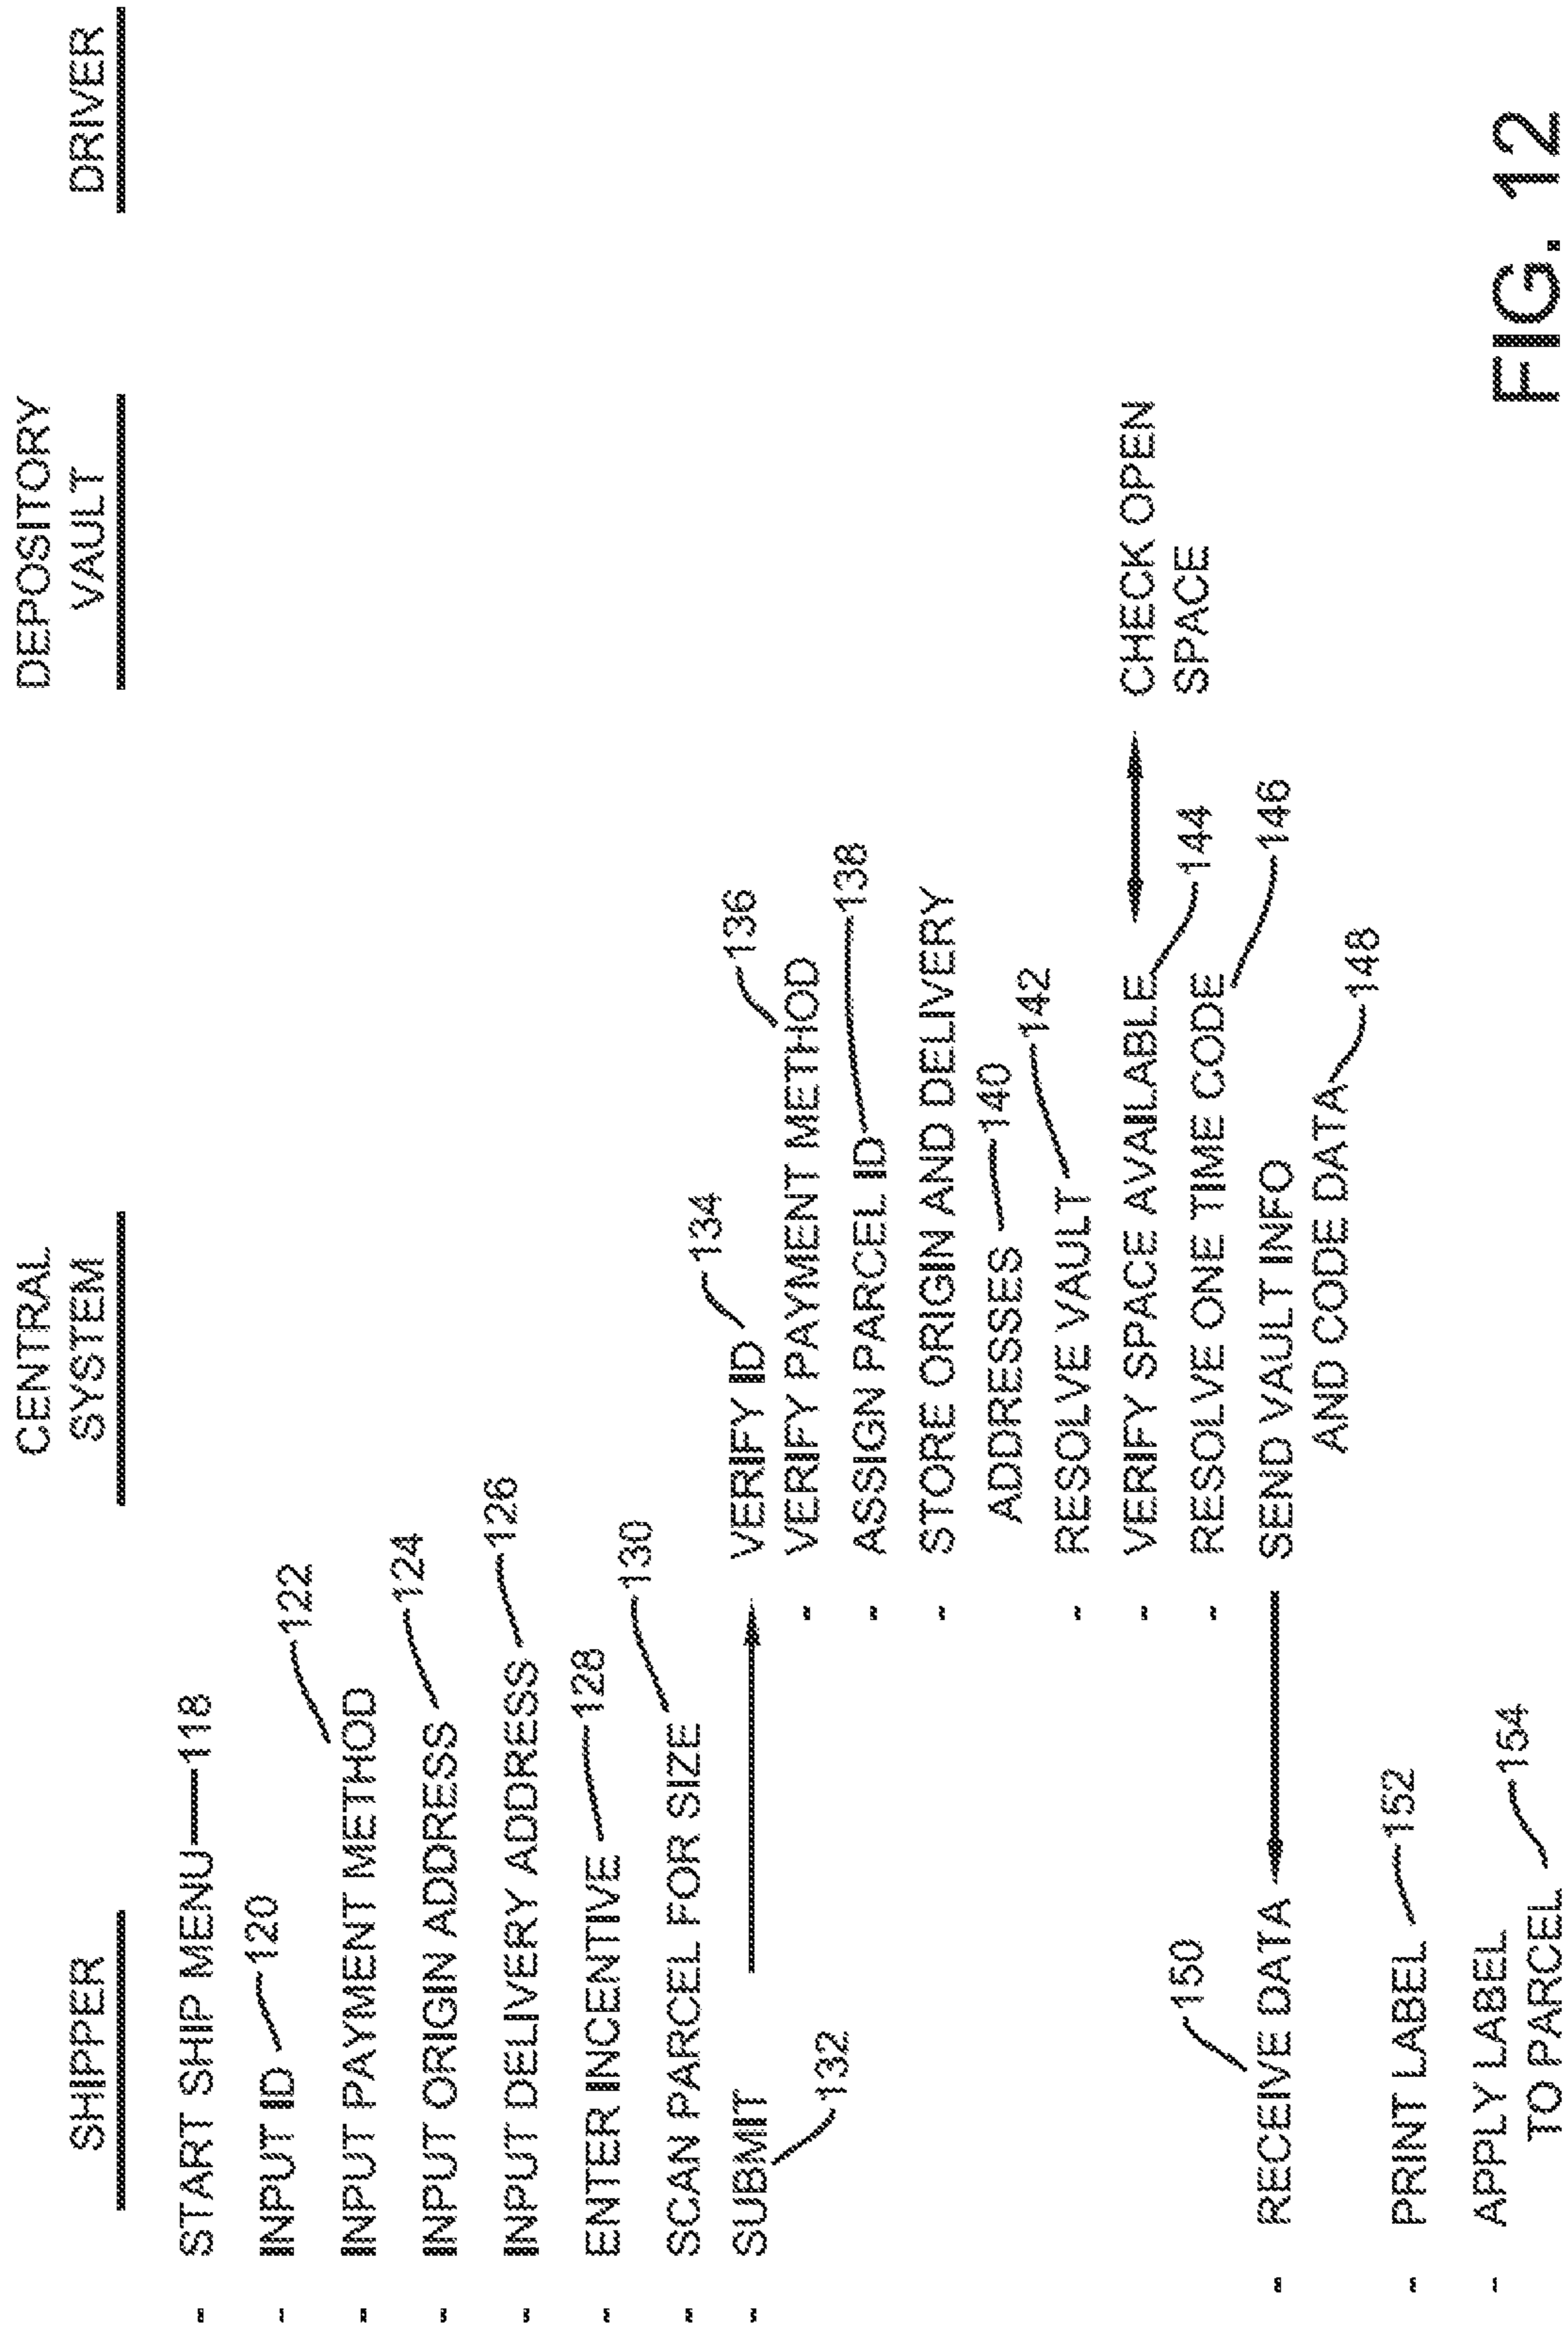 SHIPPER
CENTRAL
SYSTEM
DEPOSITORY
VAULT
DRIVER
- START SHIP MENU 118
- INPUT ID 120
- INPUT PAYMENT METHOD 122
- INPUT ORIGIN ADDRESS 124
- INPUT DELIVERY ADDRESS 126
- ENTER INCENTIVE 128
- SCAN PARCEL FOR SIZE 130
- SUBMIT 132
VERIFY ID 134
- VERIFY PAYMENT METHOD 136
- ASSIGN PARCEL ID 138
- STORE ORIGIN AND DELIVERY
ADDRESSES 140
- RESOLVE VAULT 142
- VERIFY SPACE AVAILABLE 144
CHECK OPEN
SPACE
- RESOLVE ONE TIME CODE 146
SEND VAULT INFO
AND CODE DATA 148
- RECEIVE DATA 150
- PRINT LABEL 152
- APPLY LABEL
TO PARCEL 154
FIG. 12